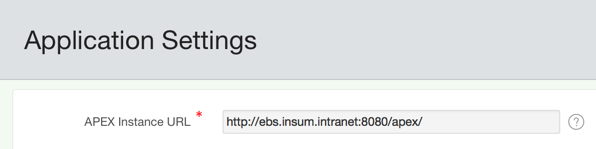 Application Settings
APEX Instance URL * http://ebs.insum.intranet:8080/apex/ ?